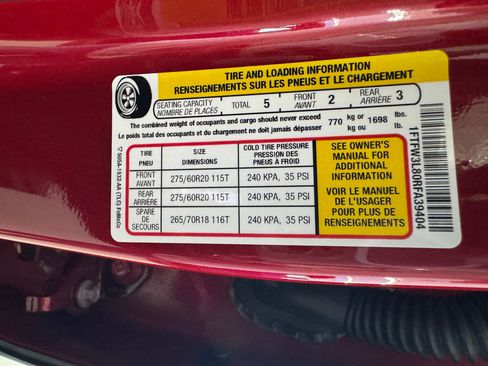 TIRE AND LOADING INFORMATION
RENSEIGNEMENTS SUR LES PNEUS ET LE CHARGEMENT
SEATING CAPACITY
NOMBRE DE PLACES
TOTAL 5
FRONT
AVANT 2
REAR
ARRIÈRE 3
The combined weight of occupants and cargo should never exceed
Le poids total des occupants et du chargement ne doit jamais dépasser
770 kg or
kg ou 1698 lbs.
lb.
TIRE
PNEU
SIZE
DIMENSIONS
COLD TIRE PRESSURE
PRESSION DES
PNEUS À FROID
FRONT
AVANT
275/60R20 115T
240 KPA, 35 PSI
REAR
ARRIÈRE
275/60R20 115T
240 KPA, 35 PSI
SPARE
DE SECOURS
265/70R18 116T
240 KPA, 35 PSI
SEE OWNER'S
MANUAL FOR
ADDITIONAL
INFORMATION
VOIR LE MANUEL
DE L'USAGER
POUR PLUS DE
RENSEIGNEMENTS
1FTFW3L80RFA39404